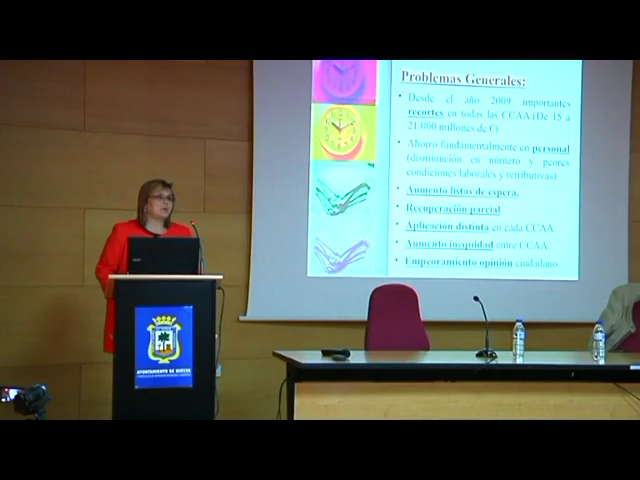 Problemas Generales:
• Desde el año 2009 importantes
recortes en todas las CCAA (De 15 a
21.000 millones de €)
• Ahorro fundamentalmente en personal
(disminución en número y peores
condiciones laborales y retributivas)
• Aumento listas de espera.
• Recuperación parcial
• Aplicación distinta en cada CCAA.
• Aumento inequidad entre CCAA.
• Empeoramiento opinión ciudadano.
AYUNTAMIENTO DE HUELVA